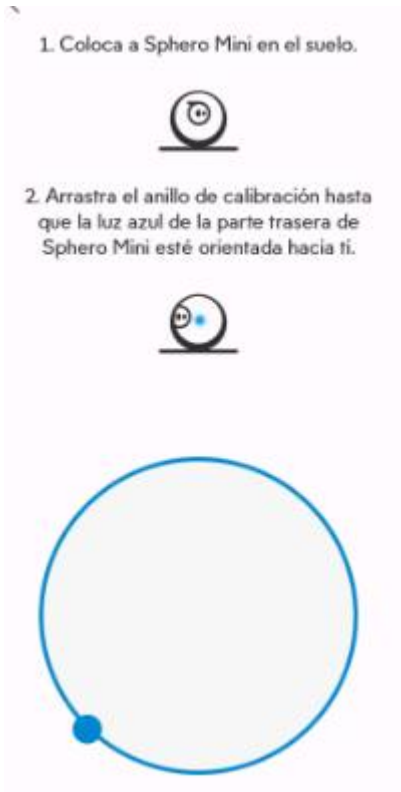 1. Coloca a Sphero Mini en el suelo.
2. Arrastra el anillo de calibración hasta
que la luz azul de la parte trasera de
Sphero Mini esté orientada hacia tí.